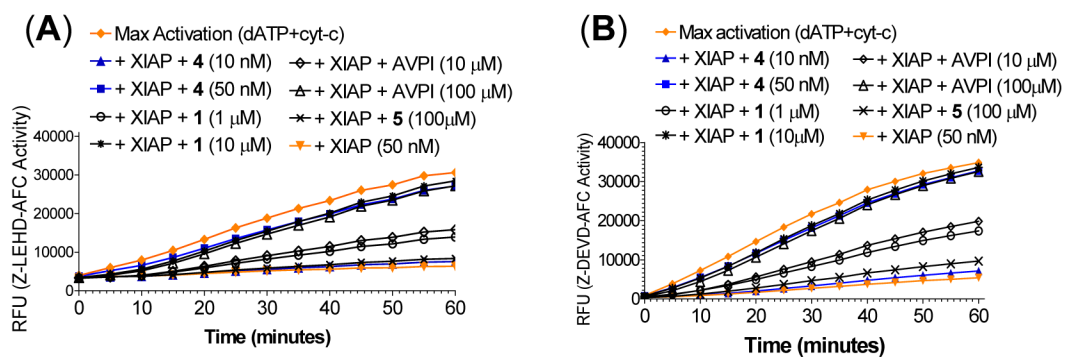 (A)
Max Activation (dATP+cyt-c)
+ XIAP + 4 (10 nM)
+ XIAP + AVPI (10 μM)
+ XIAP + 4 (50 nM)
+ XIAP + AVPI (100 μM)
+ XIAP + 1 (1 μM)
+ XIAP + 5 (100μM)
+ XIAP + 1 (10 μM)
+ XIAP (50 nM)
RFU (Z-LEHD-AFC Activity)
40000
30000
20000
10000
0
0 10 20 30 40 50 60
Time (minutes)
(B)
Max activation (dATP+cyt-c)
+ XIAP + 4 (10 nM)
+ XIAP + AVPI (10 μM)
+ XIAP + 4 (50 nM)
+ XIAP + AVPI (100μM)
+ XIAP + 1 (1 μM)
+ XIAP + 5 (100 μM)
+ XIAP + 1 (10μM)
+ XIAP (50 nM)
RFU (Z-DEVD-AFC Activity)
40000
30000
20000
10000
0
0 10 20 30 40 50 60
Time (minutes)